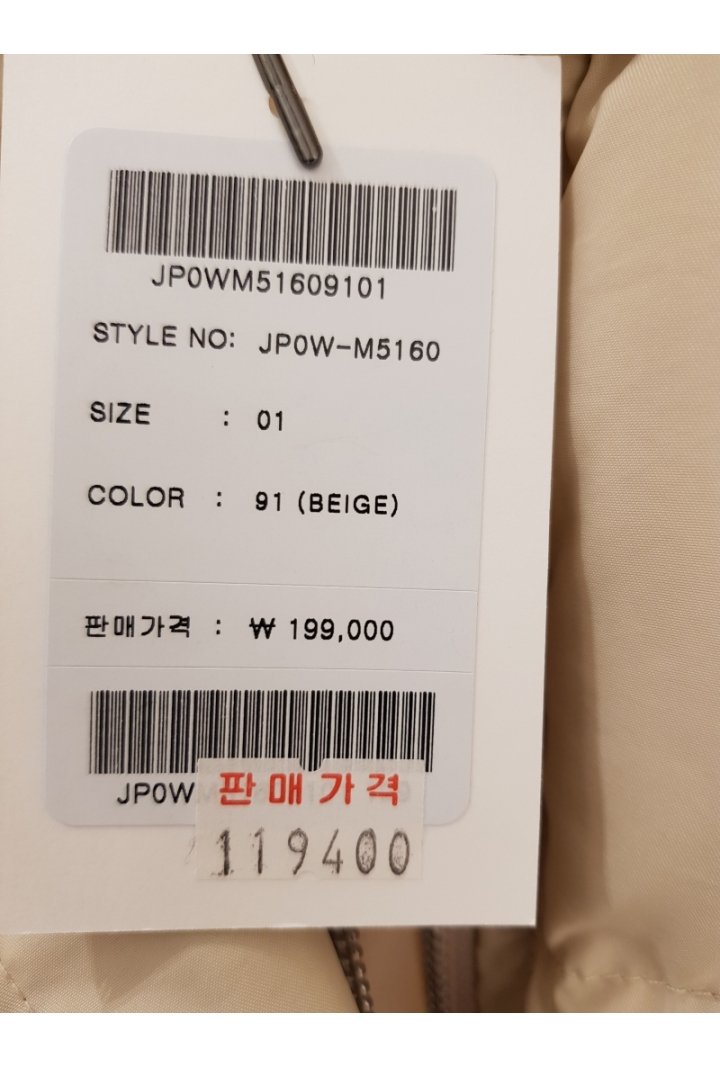 JP0WM51609101
STYLE NO: JP0W-M5160
SIZE : 01
COLOR : 91 (BEIGE)
판매가격 : ₩ 199,000
JP0W
판매가격
119400